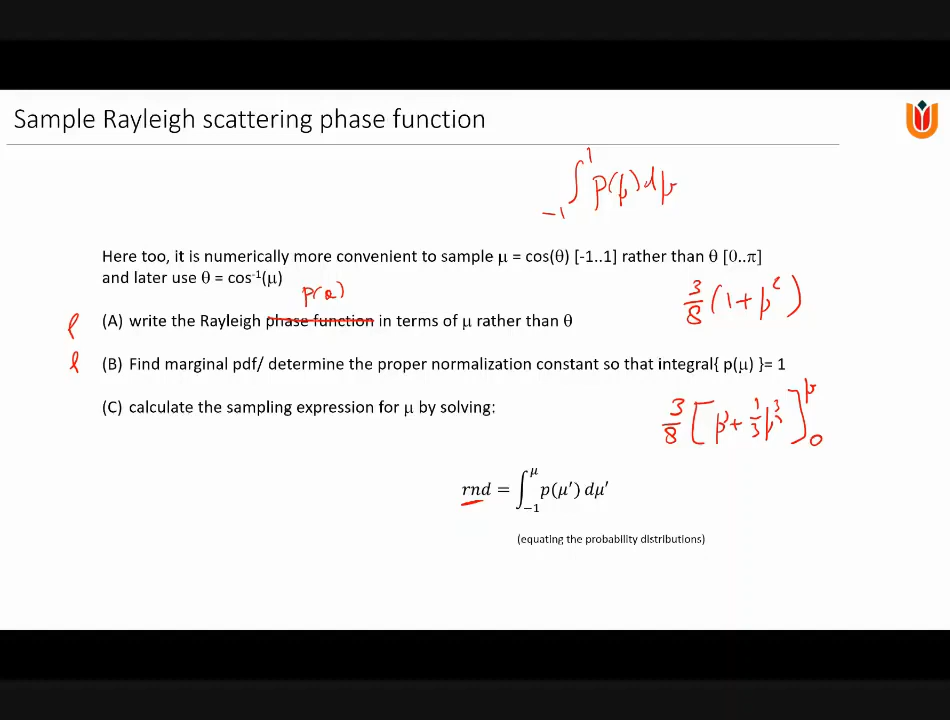 Sample Rayleigh scattering phase function
∫₋₁¹ p(μ)dμ
Here too, it is numerically more convenient to sample μ = cos(θ) [-1..1] rather than θ [0..π]
and later use θ = cos⁻¹(μ)
3/8 (1+μ²)
(A) write the Rayleigh phase function in terms of μ rather than θ
(B) Find marginal pdf/ determine the proper normalization constant so that integral{ p(μ) }= 1
(C) calculate the sampling expression for μ by solving:
3/8 [μ' + 1/3 μ'³]₀^μ
rnd = ∫₋₁^μ p(μ′) dμ′
(equating the probability distributions)